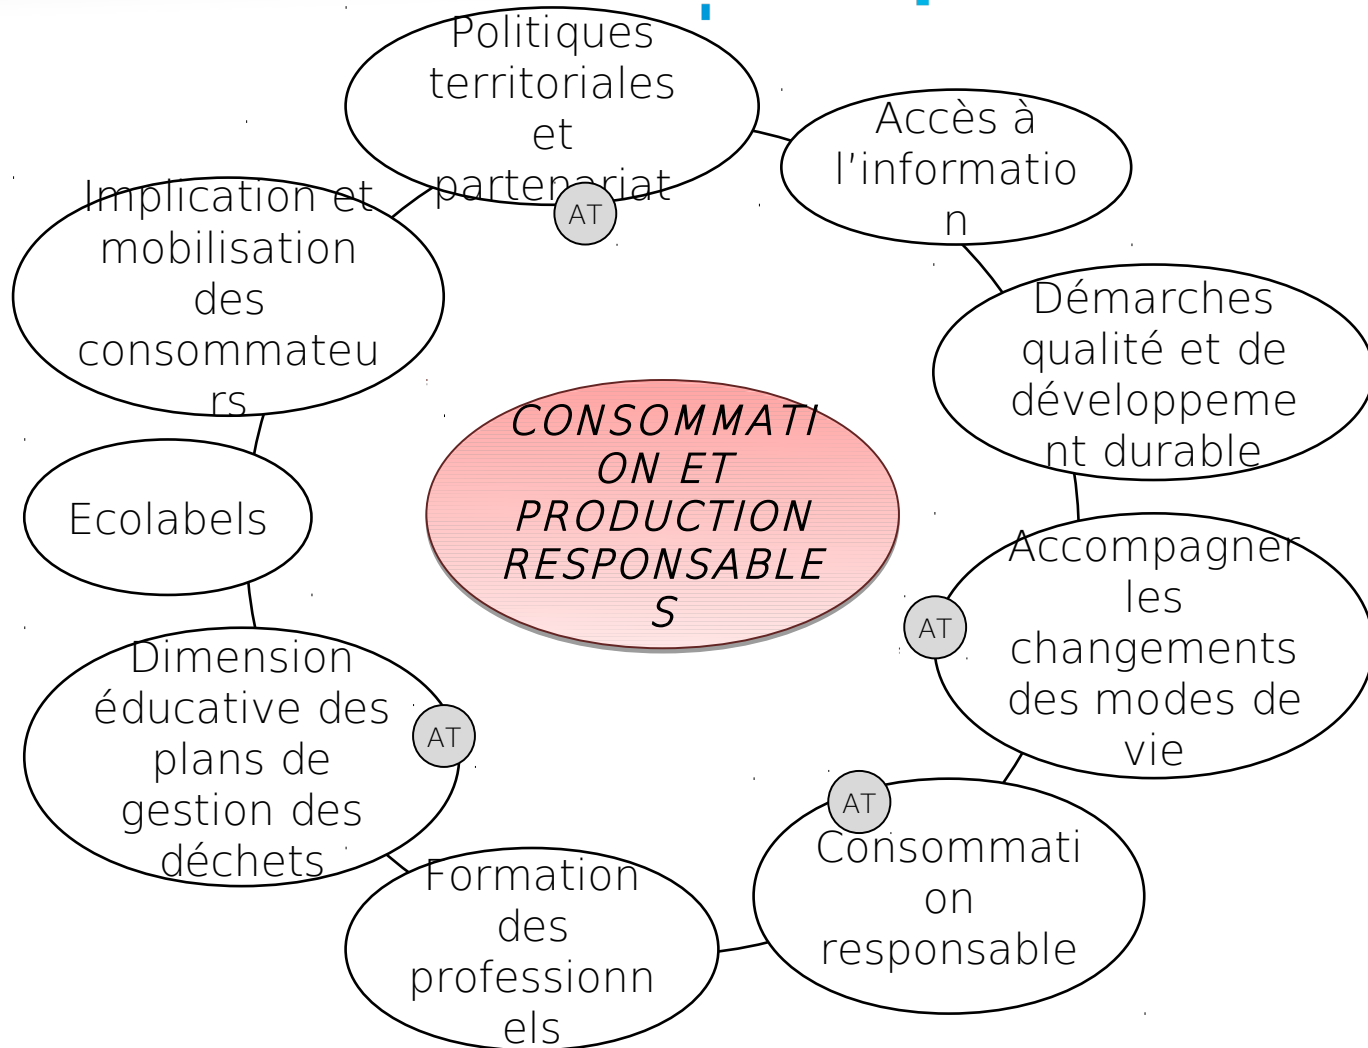 Politiques
territoriales
et
partenariat
AT
Accès à
l'informatio
n
Implication et
mobilisation
des
consommateu
rs
Démarches
qualité et de
développeme
nt durable
CONSOMMATI
ON ET
PRODUCTION
RESPONSABLE
S
Ecolabels
Accompagner
les
changements
des modes de
vie
AT
Dimension
éducative des
plans de
gestion des
déchets
AT
AT
Consommati
on
responsable
Formation
des
professionn
els